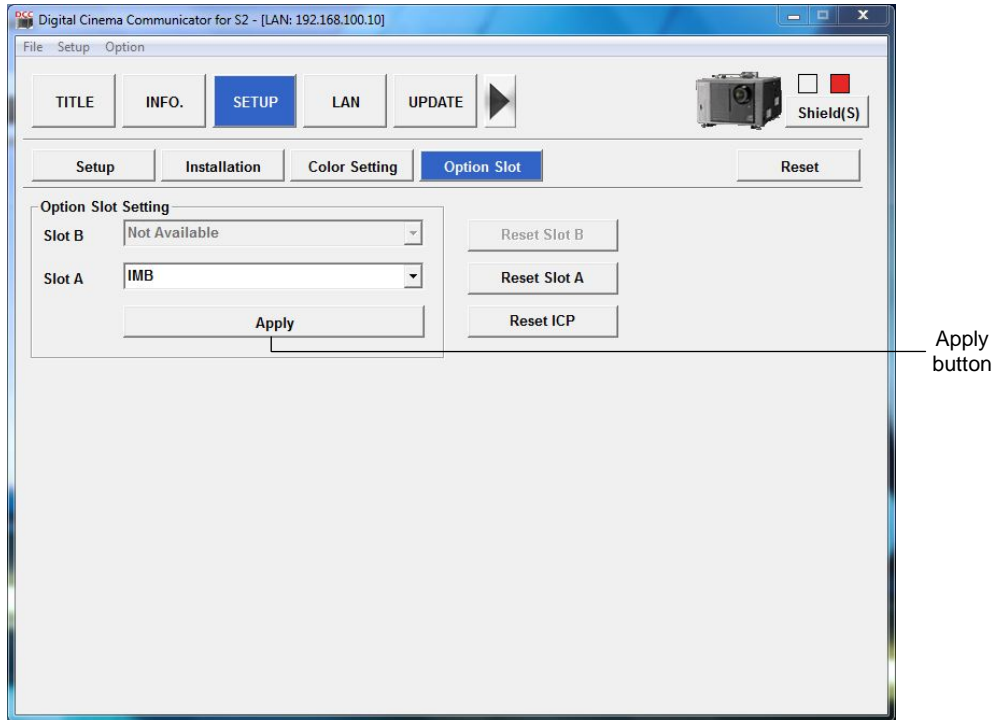 DCC Digital Cinema Communicator for S2 - [LAN: 192.168.100.10]
File Setup Option
TITLE INFO. SETUP LAN UPDATE Shield(S)
Setup Installation Color Setting Option Slot Reset
Option Slot Setting
Slot B Not Available Reset Slot B
Slot A IMB Reset Slot A
Apply Reset ICP
Apply
button